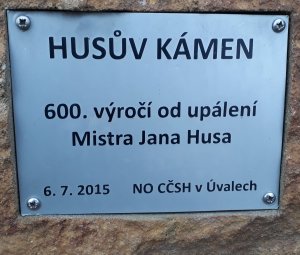 HUSŮV KÁMEN
600. výročí od upálení
Mistra Jana Husa
6. 7. 2015 NO CČSH v Úvalech